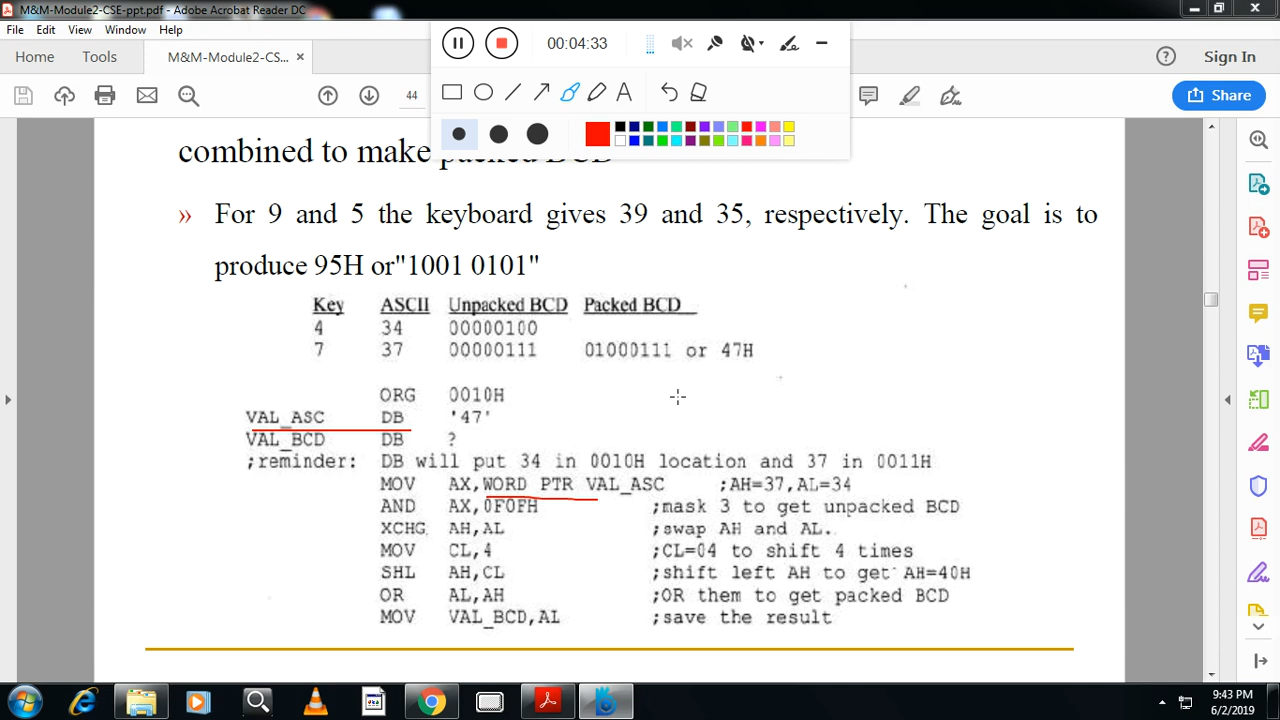 M&M-Module2-CSE-ppt.pdf - Adobe Acrobat Reader DC
File Edit View Window Help
00:04:33
Home Tools M&M-Module2-CS... × Sign In
44 Share
combined to make packed BCD
» For 9 and 5 the keyboard gives 39 and 35, respectively. The goal is to
produce 95H or"1001 0101"
Key ASCII Unpacked BCD Packed BCD
4 34 00000100
7 37 00000111 01000111 or 47H
ORG 0010H
VAL_ASC DB '47'
VAL_BCD DB ?
;reminder: DB will put 34 in 0010H location and 37 in 0011H
MOV AX,WORD PTR VAL_ASC ;AH=37,AL=34
AND AX,0F0FH ;mask 3 to get unpacked BCD
XCHG AH,AL ;swap AH and AL.
MOV CL,4 ;CL=04 to shift 4 times
SHL AH,CL ;shift left AH to get AH=40H
OR AL,AH ;OR them to get packed BCD
MOV VAL_BCD,AL ;save the result
9:43 PM
6/2/2019